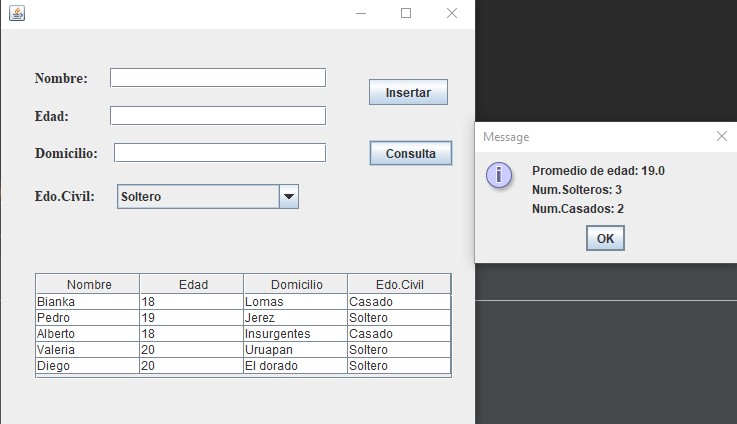 Nombre:
Insertar
Edad:
Domicilio:
Consulta
Edo.Civil:
Soltero
Nombre Edad Domicilio Edo.Civil
Bianka 18 Lomas Casado
Pedro 19 Jerez Soltero
Alberto 18 Insurgentes Casado
Valeria 20 Uruapan Soltero
Diego 20 El dorado Soltero
Message
Promedio de edad: 19.0
Num.Solteros: 3
Num.Casados: 2
OK